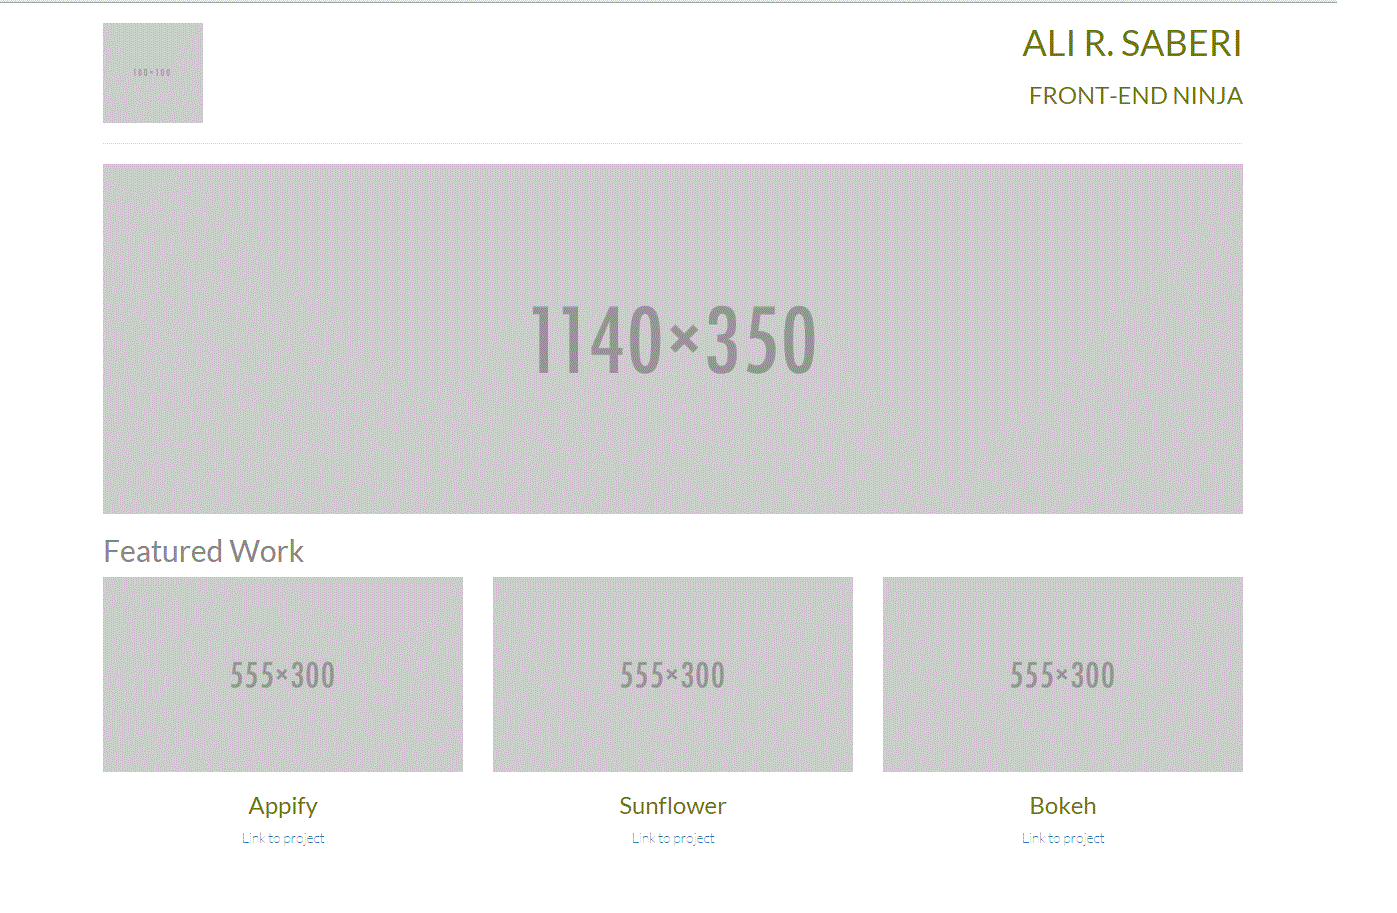 100×100
ALI R. SABERI
FRONT-END NINJA
1140×350
Featured Work
555×300
555×300
555×300
Appify
Sunflower
Bokeh
Link to project
Link to project
Link to project